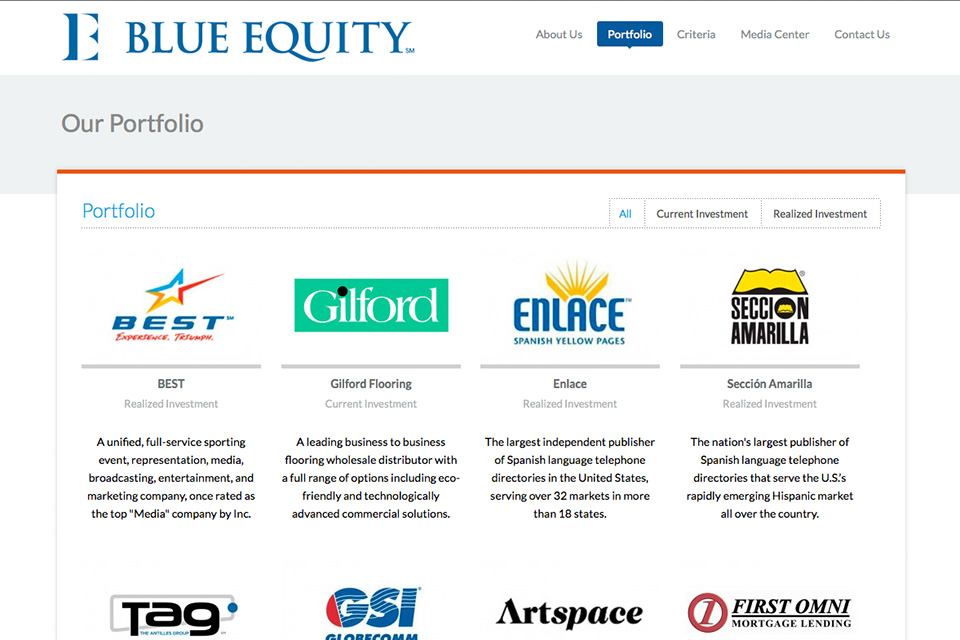 E BLUE EQUITY SM
About Us Portfolio Criteria Media Center Contact Us
Our Portfolio
Portfolio
All Current Investment Realized Investment
BEST SM
EXPERIENCE. TRIUMPH.
Gilford
ENLACE™
SPANISH YELLOW PAGES
SECCION ®
AMARILLA
BEST
Realized Investment
A unified, full-service sporting
event, representation, media,
broadcasting, entertainment, and
marketing company, once rated as
the top "Media" company by Inc.
Gilford Flooring
Current Investment
A leading business to business
flooring wholesale distributor with
a full range of options including eco-
friendly and technologically
advanced commercial solutions.
Enlace
Realized Investment
The largest independent publisher
of Spanish language telephone
directories in the United States,
serving over 32 markets in more
than 18 states.
Sección Amarilla
Realized Investment
The nation's largest publisher of
Spanish language telephone
directories that serve the U.S.'s
rapidly emerging Hispanic market
all over the country.
Tag
THE ANTILLES GROUP
GSI ®
GLOBECOMM
Artspace
1 FIRST OMNI
MORTGAGE LENDING